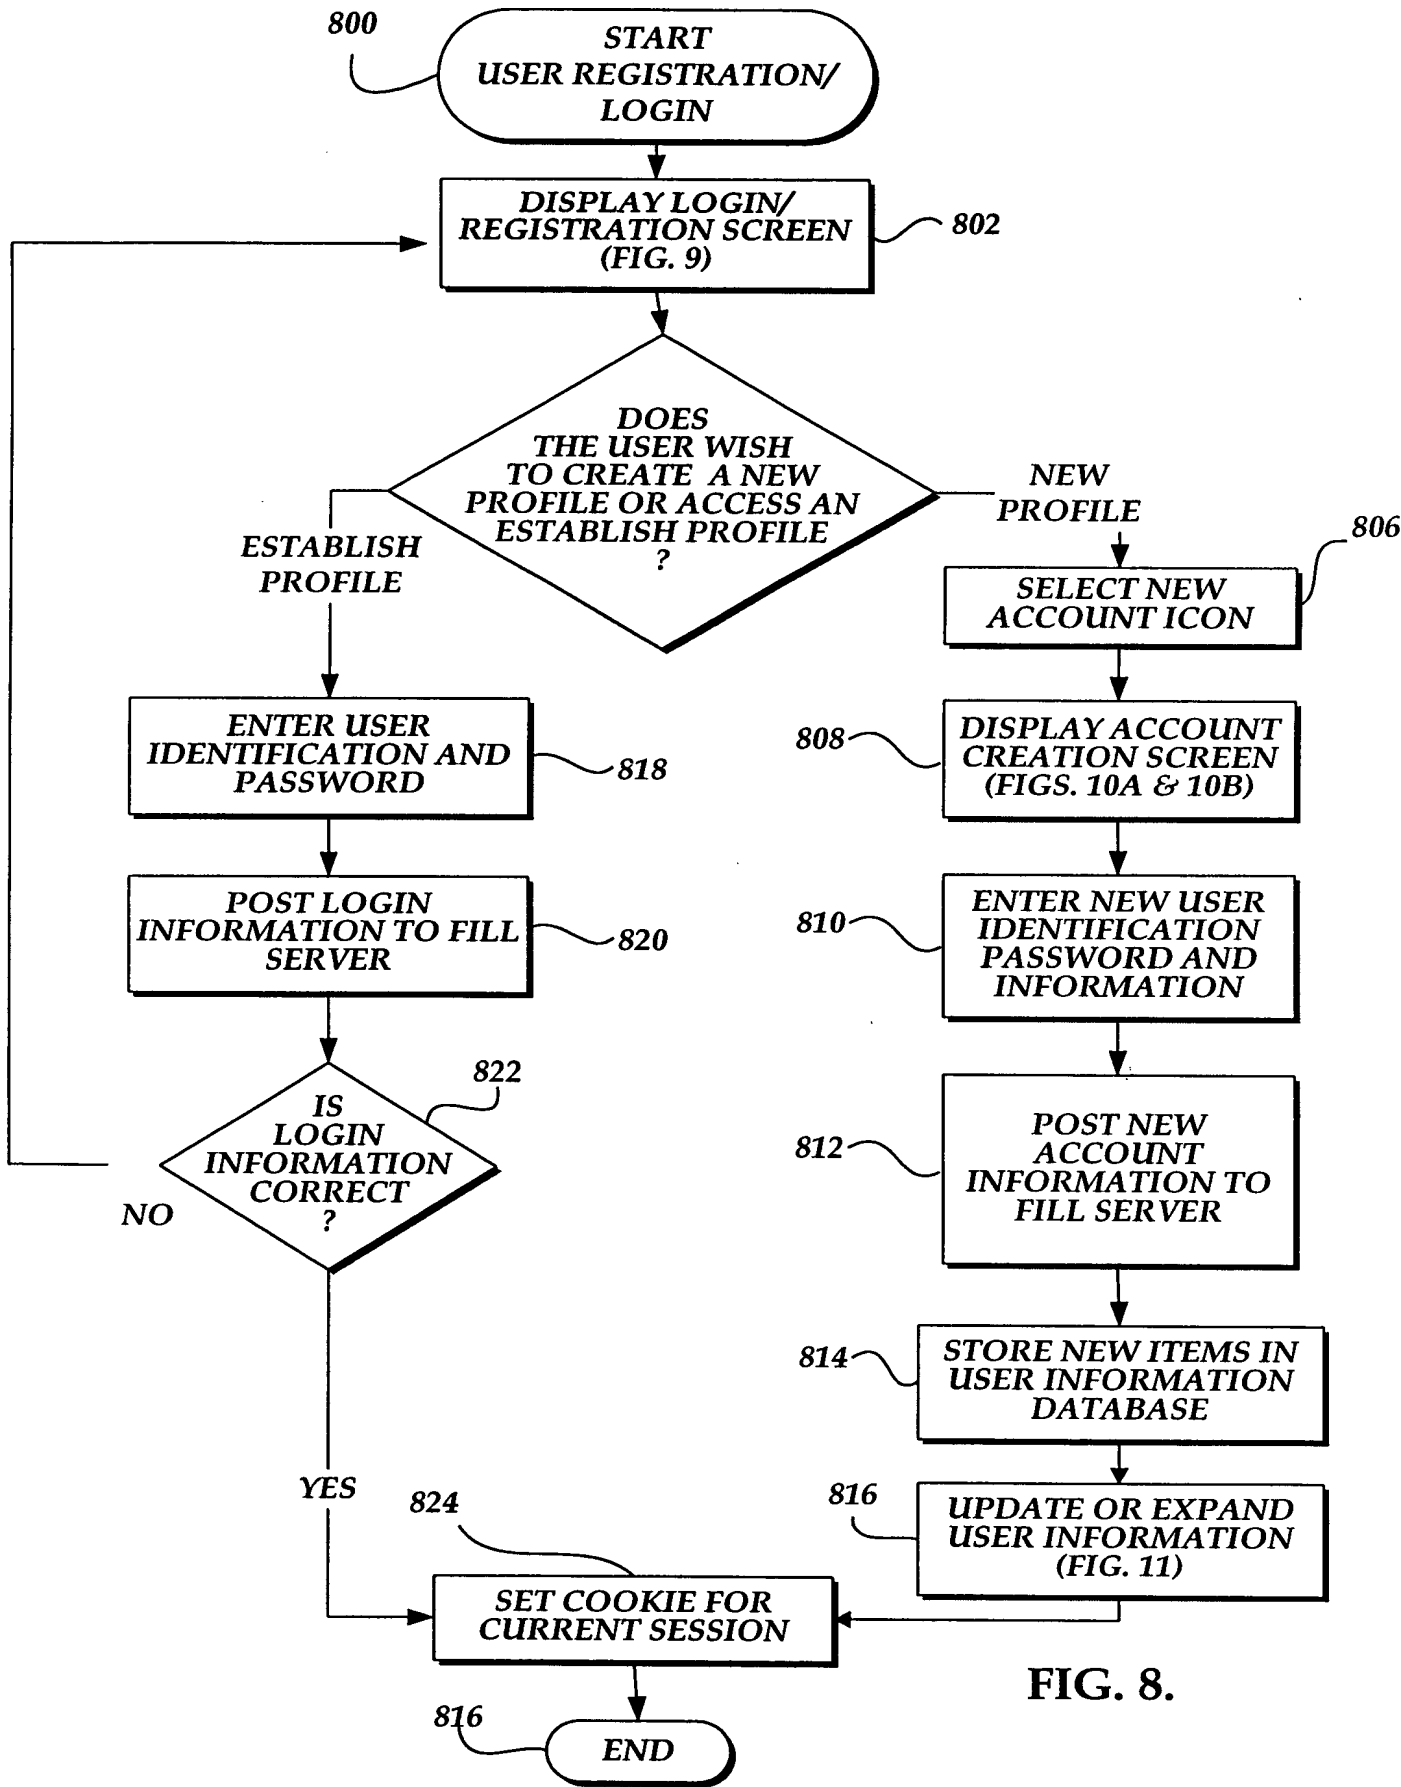 800
START
USER REGISTRATION/
LOGIN
DISPLAY LOGIN/
REGISTRATION SCREEN
(FIG. 9)
802
DOES
THE USER WISH
TO CREATE A NEW
PROFILE OR ACCESS AN
ESTABLISH PROFILE
?
ESTABLISH
PROFILE
NEW
PROFILE
806
SELECT NEW
ACCOUNT ICON
ENTER USER
IDENTIFICATION AND
PASSWORD
818
808
DISPLAY ACCOUNT
CREATION SCREEN
(FIGS. 10A & 10B)
POST LOGIN
INFORMATION TO FILL
SERVER
820
810
ENTER NEW USER
IDENTIFICATION
PASSWORD AND
INFORMATION
822
IS
LOGIN
INFORMATION
CORRECT
?
NO
812
POST NEW
ACCOUNT
INFORMATION TO
FILL SERVER
814
STORE NEW ITEMS IN
USER INFORMATION
DATABASE
YES
824
816
UPDATE OR EXPAND
USER INFORMATION
(FIG. 11)
SET COOKIE FOR
CURRENT SESSION
816
END
FIG. 8.